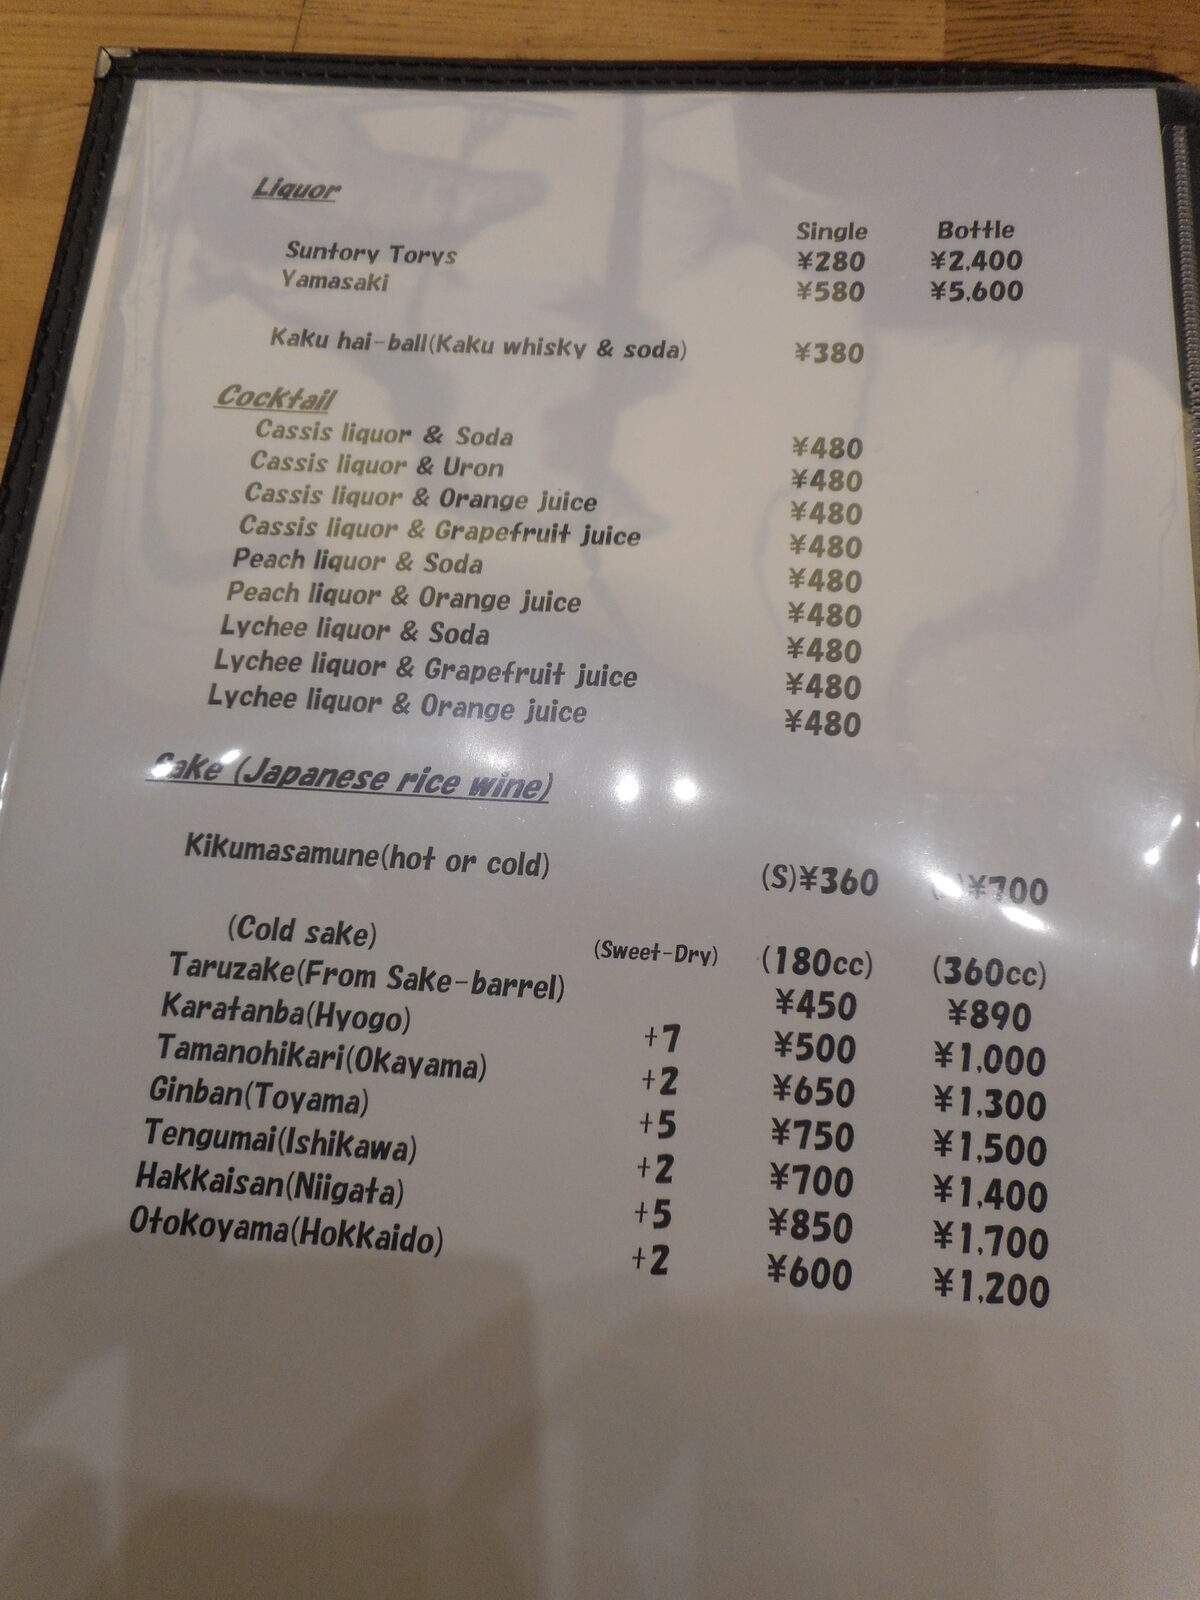 Liquor
Single Bottle
Suntory Torys ¥280 ¥2,400
Yamasaki ¥580 ¥5,600
Kaku hai-ball(Kaku whisky & soda) ¥380
Cocktail
Cassis liquor & Soda ¥480
Cassis liquor & Uron ¥480
Cassis liquor & Orange juice ¥480
Cassis liquor & Grapefruit juice ¥480
Peach liquor & Soda ¥480
Peach liquor & Orange juice ¥480
Lychee liquor & Soda ¥480
Lychee liquor & Grapefruit juice ¥480
Lychee liquor & Orange juice ¥480
Sake (Japanese rice wine)
Kikumasamune(hot or cold) (S)¥360 ¥700
(Cold sake) (Sweet-Dry) (180cc) (360cc)
Taruzake(From Sake-barrel) ¥450 ¥890
Karatanba(Hyogo) +7 ¥500 ¥1,000
Tamanohikari(Okayama) +2 ¥650 ¥1,300
Ginban(Toyama) +5 ¥750 ¥1,500
Tengumai(Ishikawa) +2 ¥700 ¥1,400
Hakkaisan(Niigata) +5 ¥850 ¥1,700
Otokoyama(Hokkaido) +2 ¥600 ¥1,200